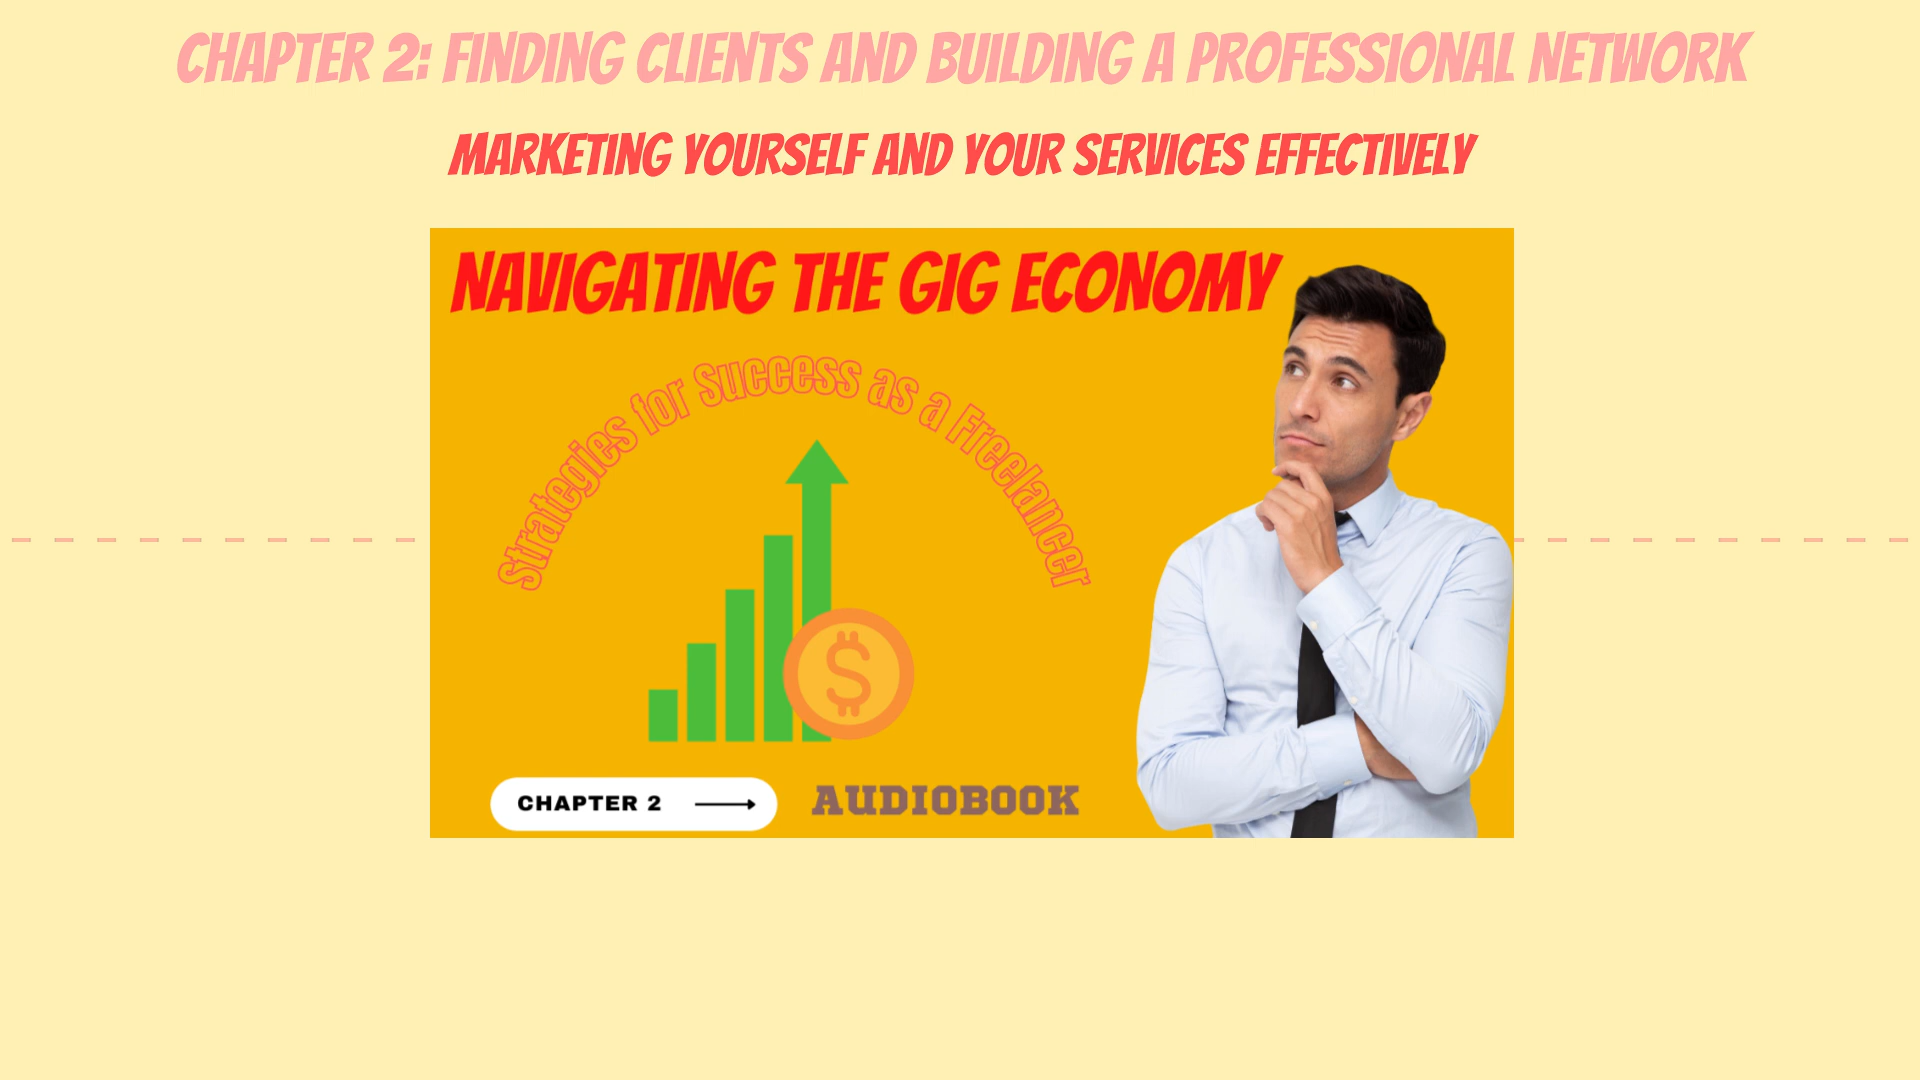 CHAPTER 2: FINDING CLIENTS AND BUILDING A PROFESSIONAL NETWORK
MARKETING YOURSELF AND YOUR SERVICES EFFECTIVELY
NAVIGATING THE GIG ECONOMY
Strategies for Success as a Freelancer
$
CHAPTER 2
AUDIOBOOK